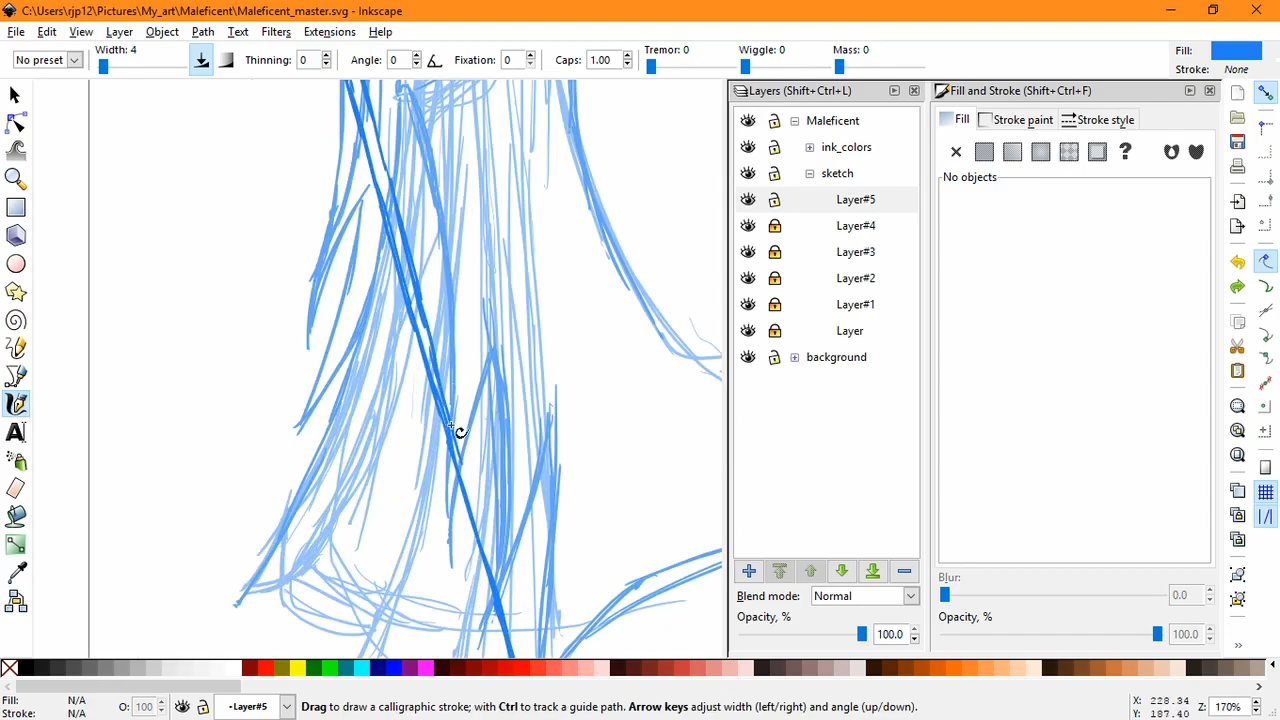 C:\Users\rjp12\Pictures\My_art\Maleficent\Maleficent_master.svg - Inkscape
File Edit View Layer Object Path Text Filters Extensions Help
No preset Width: 4 Thinning: 0 Angle: 0 Fixation: 0 Caps: 1.00 Tremor: 0 Wiggle: 0 Mass: 0 Fill:
Stroke: None
Layers (Shift+Ctrl+L)
Maleficent
ink_colors
sketch
Layer#5
Layer#4
Layer#3
Layer#2
Layer#1
Layer
background
Blend mode: Normal
Opacity, % 100.0
Fill and Stroke (Shift+Ctrl+F)
Fill Stroke paint Stroke style
No objects
Blur: 0.0
Opacity, % 100.0
Fill: N/A
Stroke: N/A
O: 100
Layer#5
Drag to draw a calligraphic stroke; with Ctrl to track a guide path. Arrow keys adjust width (left/right) and angle (up/down).
X: 228.34
Y: 187.40
Z: 170%